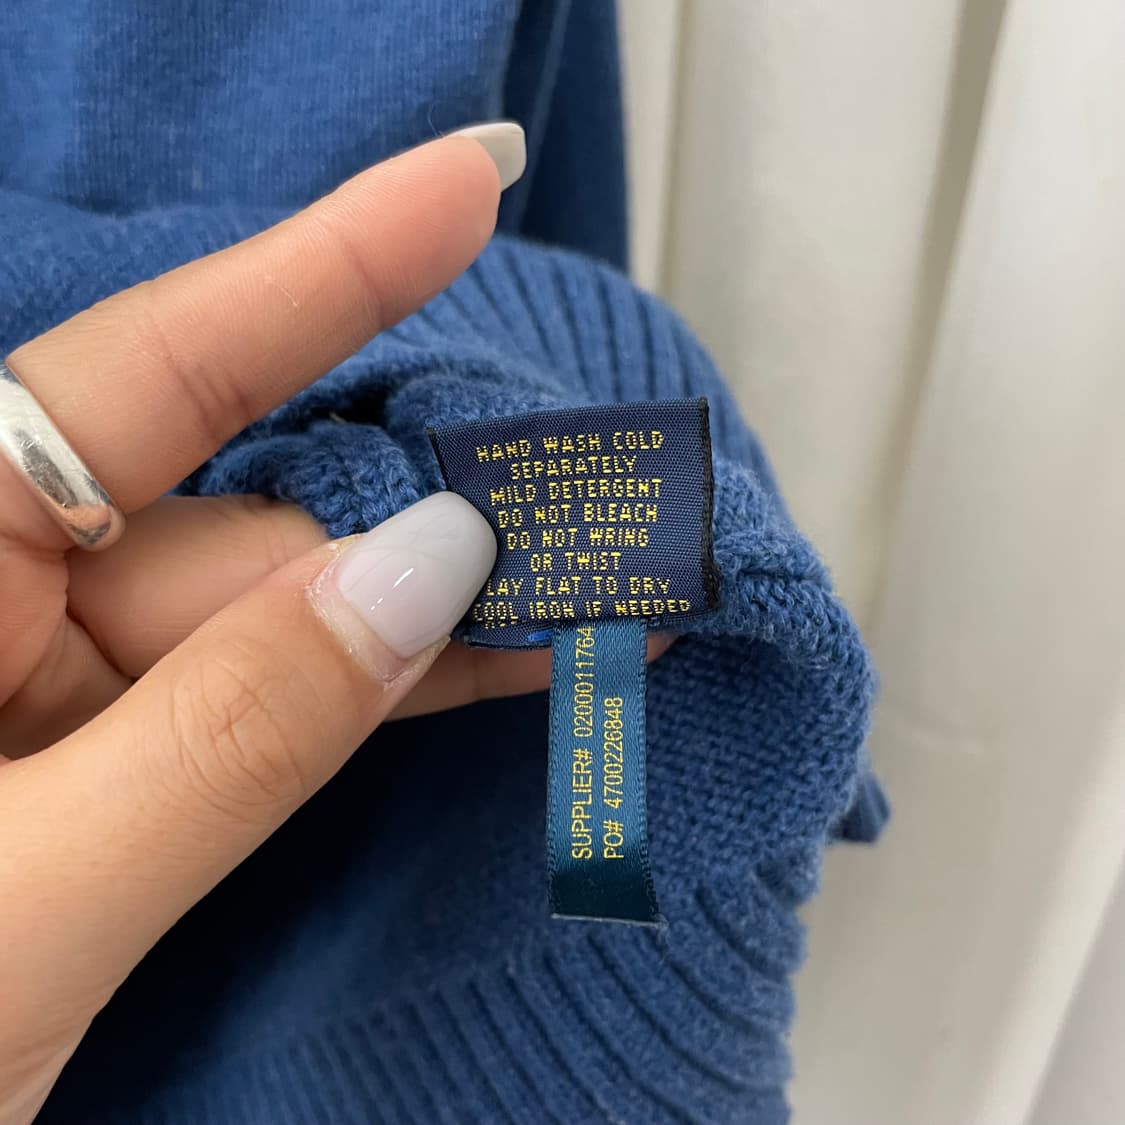 HAND WASH COLD
SEPARATELY
MILD DETERGENT
DO NOT BLEACH
DO NOT WRING
OR TWIST
LAY FLAT TO DRY
COOL IRON IF NEEDED
SUPPLIER# 0200011764
PO# 4700226848